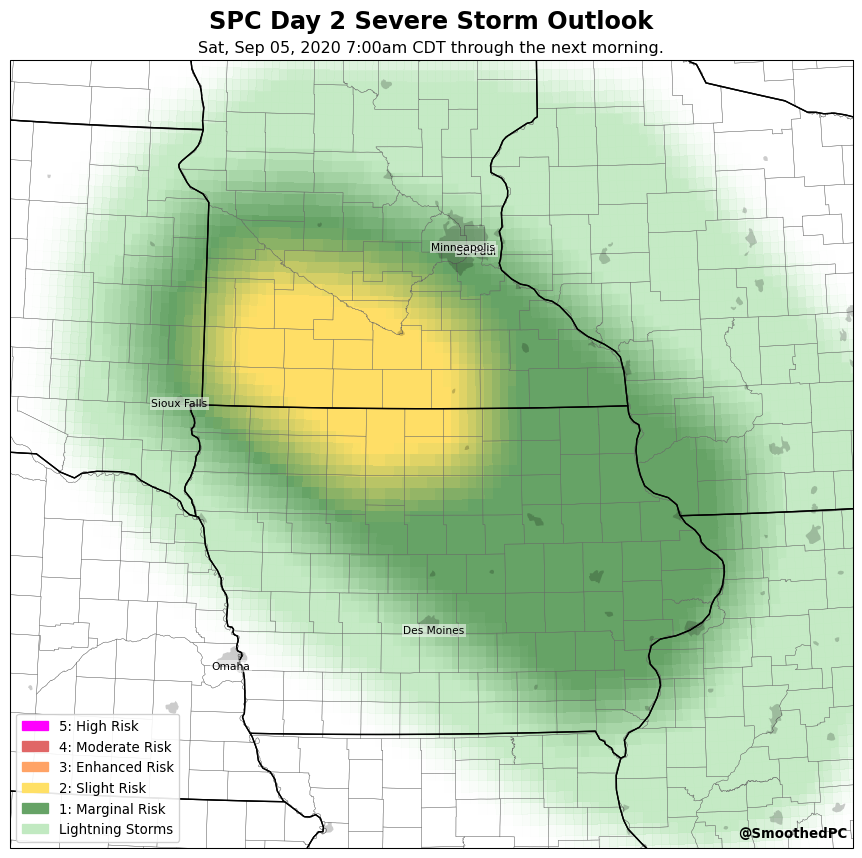 SPC Day 2 Severe Storm Outlook
Sat, Sep 05, 2020 7:00am CDT through the next morning.
Minneapolis
St. Paul
Sioux Falls
Des Moines
Omaha
5: High Risk
4: Moderate Risk
3: Enhanced Risk
2: Slight Risk
1: Marginal Risk
Lightning Storms
@SmoothedPC